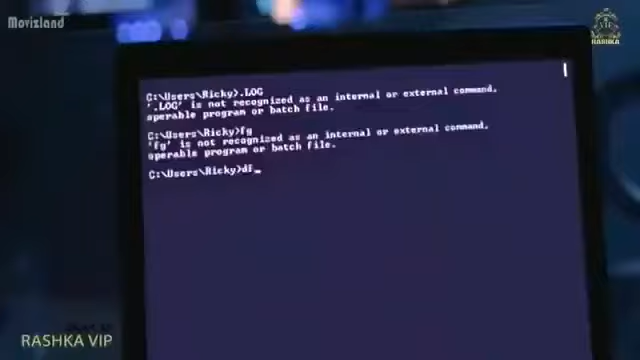 Movizland
RASHKA
C:\Users\Ricky>.LOG
'.LOG' is not recognized as an internal or external command,
operable program or batch file.
C:\Users\Ricky>fg
'fg' is not recognized as an internal or external command,
operable program or batch file.
C:\Users\Ricky>df_
RASHKA VIP